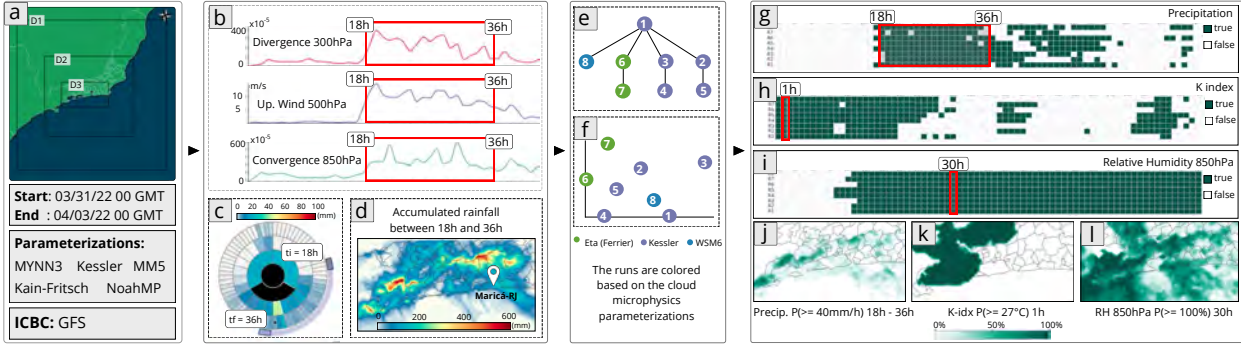 a
D1
D2
D3
Start: 03/31/22 00 GMT
End : 04/03/22 00 GMT
Parameterizations:
MYNN3 Kessler MM5
Kain-Fritsch NoahMP
ICBC: GFS
b
x10-5
400
0
18h
36h
Divergence 300hPa
m/s
10
5
18h
36h
Up. Wind 500hPa
x10-5
600
0
18h
36h
Convergence 850hPa
c
0 20 40 60 80 100
(mm)
ti = 18h
tf = 36h
d
Accumulated rainfall
between 18h and 36h
Maricá-RJ
0 200 400 600
(mm)
e
1
8 6 3 2
7 4 5
f
7
3
2
6
5
8
4 1
Eta (Ferrier) Kessler WSM6
The runs are colored
based on the cloud
microphysics
parameterizations
g
18h
36h
Precipitation
true
false
h
1h
K index
true
false
i
30h
Relative Humidity 850hPa
true
false
j
k
l
Precip. P(>= 40mm/h) 18h - 36h
K-idx P(>= 27°C) 1h
RH 850hPa P(>= 100%) 30h
0% 50% 100%